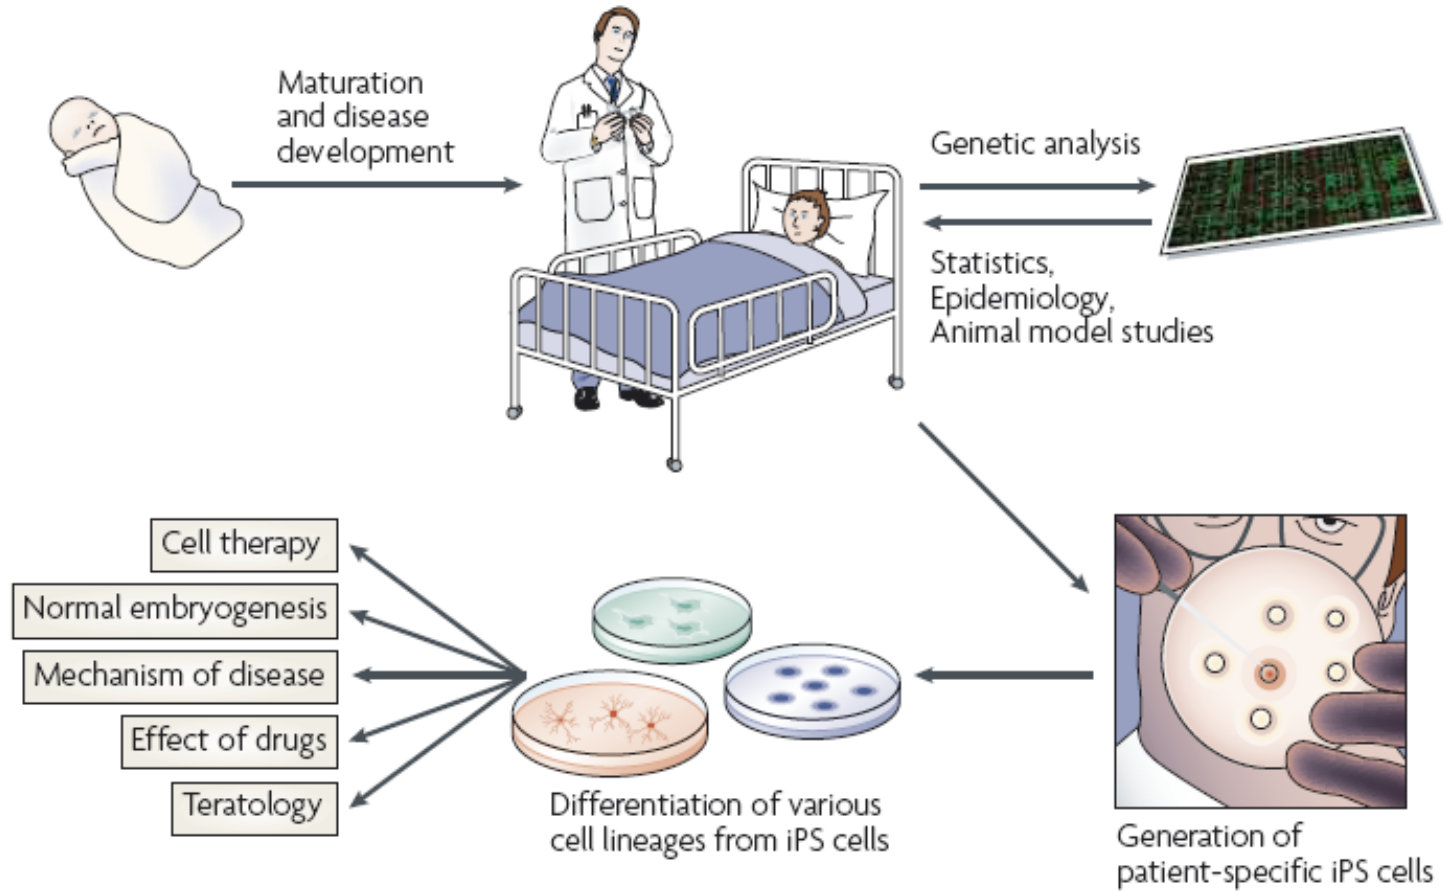 Maturation
and disease
development
Genetic analysis
Statistics,
Epidemiology,
Animal model studies
Cell therapy
Normal embryogenesis
Mechanism of disease
Effect of drugs
Teratology
Differentiation of various
cell lineages from iPS cells
Generation of
patient-specific iPS cells